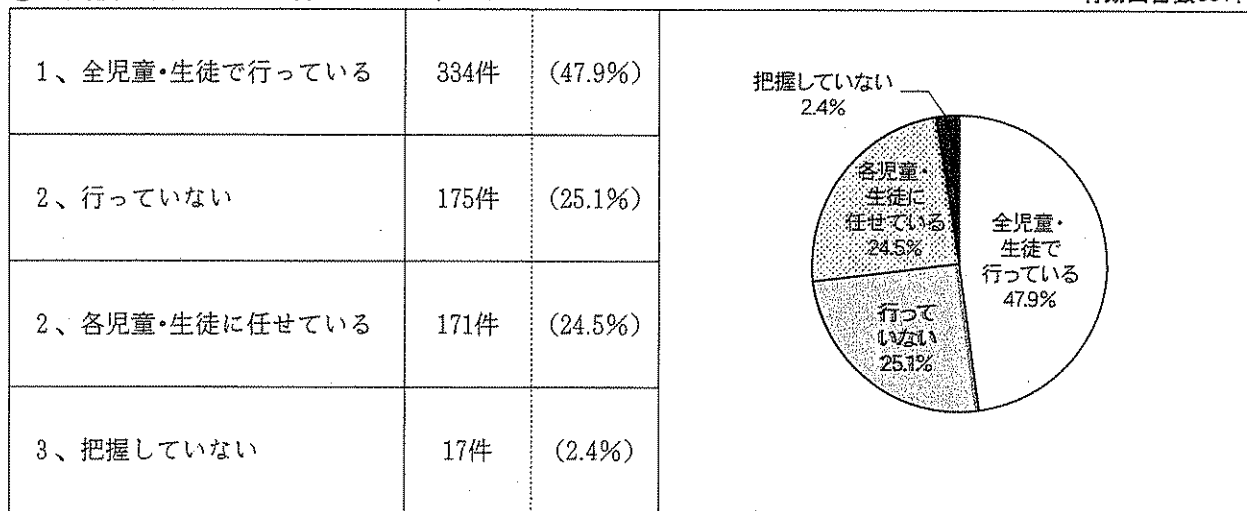 1、全児童・生徒で行っている 334件 (47.9%)
2、行っていない 175件 (25.1%)
2、各児童・生徒に任せている 171件 (24.5%)
3、把握していない 17件 (2.4%)
把握していない
2.4%
各児童・
生徒に
任せている
24.5%
全児童・
生徒で
行っている
47.9%
行って
いない
25.1%